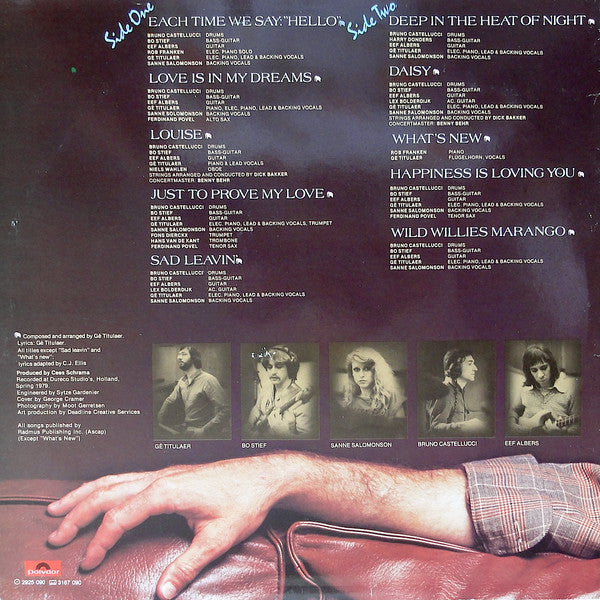 Side One
EACH TIME WE SAY: "HELLO"
BRUNO CASTELLUCCI DRUMS
BO STIEF BASS-GUITAR
EEF ALBERS GUITAR
ROB FRANKEN ELEC. PIANO SOLO
GÉ TITULAER ELEC. PIANO, LEAD & BACKING VOCALS
SANNE SALOMONSON BACKING VOCALS
LOVE IS IN MY DREAMS
BRUNO CASTELLUCCI DRUMS
BO STIEF BASS-GUITAR
EEF ALBERS GUITAR
GÉ TITULAER PIANO, ELEC. PIANO, LEAD & BACKING VOCALS
SANNE SOLOMONSON BACKING VOCALS
FERDINAND POVEL ALTO SAX
LOUISE
BRUNO CASTELLUCCI DRUMS
BO STIEF BASS-GUITAR
EEF ALBERS GUITAR
GÉ TITULAER PIANO & LEAD VOCALS
NIELS WAHLEN OBOE
STRINGS ARRANGED AND CONDUCTED BY DICK BAKKER
CONCERTMASTER: BENNY BEHR
JUST TO PROVE MY LOVE
BRUNO CASTELLUCCI DRUMS
BO STIEF BASS-GUITAR
EEF ALBERS GUITAR
GÉ TITULAER ELEC. PIANO, LEAD & BACKING VOCALS, TRUMPET
SANNE SALOMONSON BACKING VOCALS
FONS DIERCKX TRUMPET
HANS VAN DE KANT TROMBONE
FERDINAND POVEL TENOR SAX
SAD LEAVIN'
BRUNO CASTELLUCCI DRUMS
BO STIEF BASS-GUITAR
EEF ALBERS GUITAR
LEX BOLDERDIJK AC. GUITAR
GÉ TITULAER ELEC. PIANO, LEAD & BACKING VOCALS
Side Two
DEEP IN THE HEAT OF NIGHT
BRUNO CASTELLUCCI DRUMS
HARRY DONDERS BASS-GUITAR
EEF ALBERS GUITAR
GÉ TITULAER ELEC. PIANO, LEAD & BACKING VOCALS
SANNE SALOMONSON BACKING VOCALS
DAISY
BRUNO CASTELLUCCI DRUMS
BO STIEF BASS-GUITAR
EEF ALBERS GUITAR
LEX BOLDERDIJK AC. GUITAR
GÉ TITULAER ELEC. PIANO, LEAD & BACKING VOCALS
SANNE SALOMONSON BACKING VOCALS
STRINGS ARRANGED AND CONDUCTED BY DICK BAKKER
CONCERTMASTER: BENNY BEHR
WHAT'S NEW
ROB FRANKEN PIANO
GÉ TITULAER FLÜGELHORN, VOCALS
HAPPINESS IS LOVING YOU
BRUNO CASTELLUCCI DRUMS
BO STIEF BASS-GUITAR
EEF ALBERS GUITAR
GÉ TITULAER ELEC. PIANO, LEAD & BACKING VOCALS
SANNE SALOMONSON BACKING VOCALS
FERDINAND POVEL TENOR SAX
WILD WILLIES MARANGO
BRUNO CASTELLUCCI DRUMS
BO STIEF BASS-GUITAR
EEF ALBERS GUITAR
GÉ TITULAER ELEC. PIANO, LEAD & BACKING VOCALS
SANNE SALOMONSON BACKING VOCALS
Composed and arranged by Gé Titulaer.
Lyrics: Gé Titulaer.
All titles except "Sad leavin" and
"What's new":
lyrics adapted by C.J. Ellis
Produced by Cees Schrama
Recorded at Dureco Studio's, Holland,
Spring 1979.
Engineered by Sytze Gardenier
Cover by George Cramer
Photography by Moot Gerretsen
Art production by Deadline Creative Services
All songs published by
Radmus Publishing Inc. (Ascap)
(Except "What's New")
GÉ TITULAER
BO STIEF
SANNE SALOMONSON
BRUNO CASTELLUCCI
EEF ALBERS
polydor
2925 090 3167 090